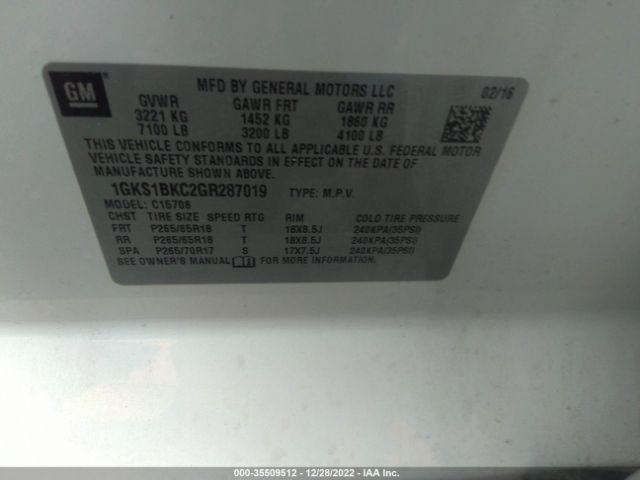 GM
MFD BY GENERAL MOTORS LLC 02/16
GVWR GAWR FRT GAWR RR
3221 KG 1452 KG 1860 KG
7100 LB 3200 LB 4100 LB
THIS VEHICLE CONFORMS TO ALL APPLICABLE U.S. FEDERAL MOTOR
VEHICLE SAFETY STANDARDS IN EFFECT ON THE DATE OF
MANUFACTURE SHOWN ABOVE.
1GKS1BKC2GR287019 TYPE: M.P.V.
MODEL: C15706
CHST TIRE SIZE SPEED RTG RIM COLD TIRE PRESSURE
FRT P265/65R18 T 18X8.5J 240KPA(35PSI)
RR P265/65R18 T 18X8.5J 240KPA(35PSI)
SPA P265/70R17 S 17X7.5J 240KPA(35PSI)
SEE OWNER'S MANUAL FOR MORE INFORMATION.
000-35509512 - 12/28/2022 - IAA Inc.